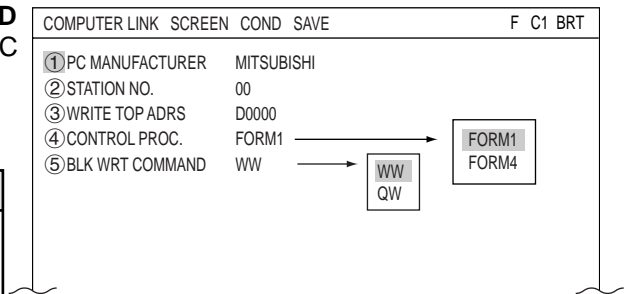 D
C
COMPUTER LINK SCREEN COND SAVE F C1 BRT
①PC MANUFACTURER MITSUBISHI
②STATION NO. 00
③WRITE TOP ADRS D0000
④CONTROL PROC. FORM1
⑤BLK WRT COMMAND WW
FORM1
FORM4
WW
QW